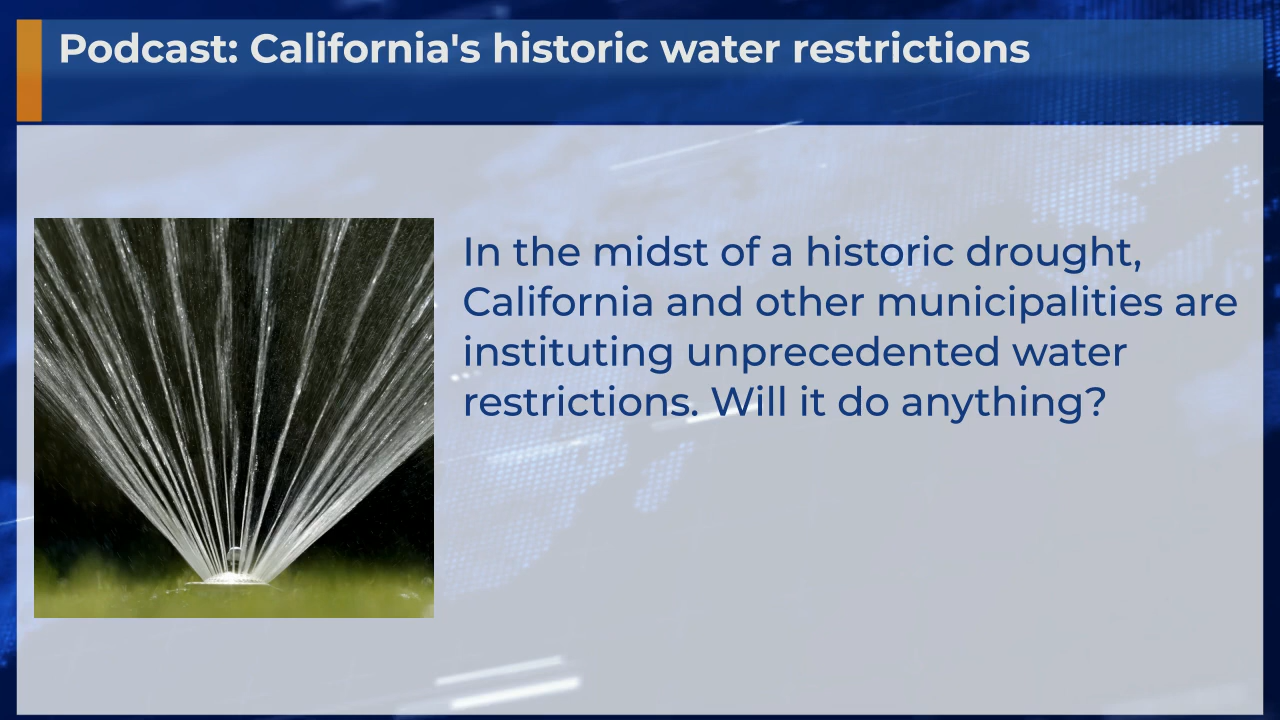 Podcast: California's historic water restrictions
In the midst of a historic drought,
California and other municipalities are
instituting unprecedented water
restrictions. Will it do anything?